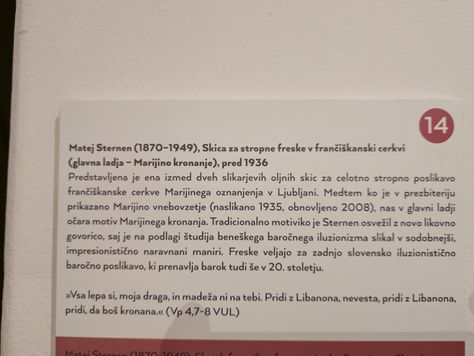 14
Matej Sternen (1870–1949), Skica za stropne freske v frančiškanski cerkvi
(glavna ladja – Marijino kronanje), pred 1936
Predstavljena je ena izmed dveh slikarjevih oljnih skic za celotno stropno poslikavo
frančiškanske cerkve Marijinega oznanjenja v Ljubljani. Medtem ko je v prezbiteriju
prikazano Marijino vnebovzetje (naslikano 1935, obnovljeno 2008), nas v glavni ladji
očara motiv Marijinega kronanja. Tradicionalno motiviko je Sternen osvežil z novo likovno
govorico, saj je na podlagi študija beneškega baročnega iluzionizma slikal v sodobnejši,
impresionistično naravnani maniri. Freske veljajo za zadnjo slovensko iluzionistično
baročno poslikavo, ki prenavlja barok tudi še v 20. stoletju.
»Vsa lepa si, moja draga, in madeža ni na tebi. Pridi z Libanona, nevesta, pridi z Libanona,
pridi, da boš kronana.« (Vp 4,7-8 VUL)
Matej Sternen (1870–1949),